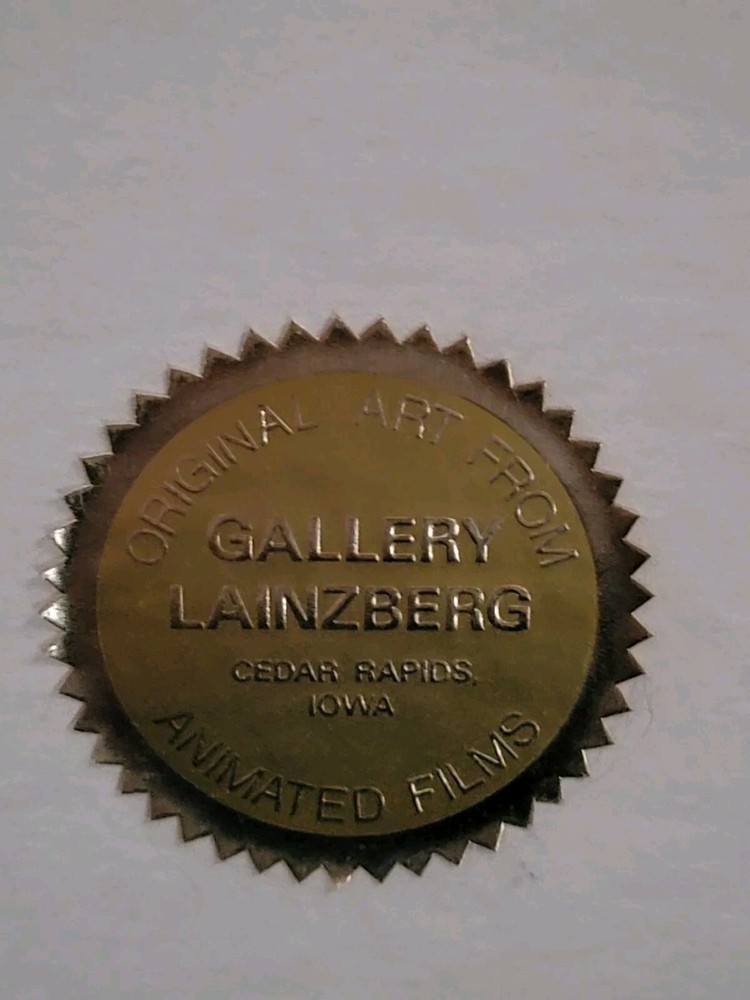 ORIGINAL ART FROM
GALLERY
LAINZBERG
CEDAR RAPIDS,
IOWA
ANIMATED FILMS